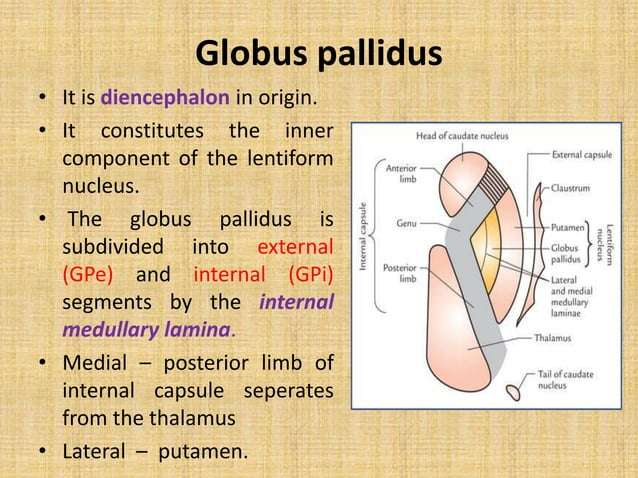 Globus pallidus
• It is diencephalon in origin.
• It constitutes the inner
component of the lentiform
nucleus.
• The globus pallidus is
subdivided into external
(GPe) and internal (GPi)
segments by the internal
medullary lamina.
• Medial – posterior limb of
internal capsule seperates
from the thalamus
• Lateral – putamen.
Head of caudate nucleus
External capsule
Anterior
limb
Claustrum
Internal capsule
Genu
Putamen
Globus
pallidus
Lentiform
nucleus
Posterior
limb
Lateral
and medial
medullary
laminae
Thalamus
Tail of caudate
nucleus